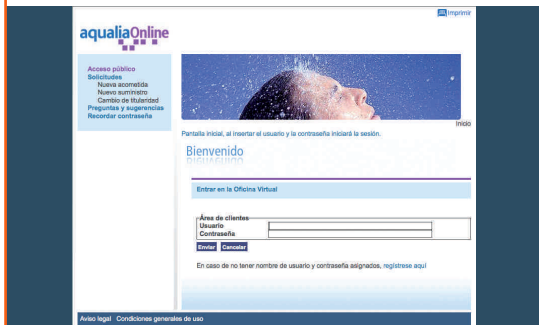 Imprimir
aqualiaOnline
Acceso público
Solicitudes
Nueva acometida
Nuevo suministro
Cambio de titularidad
Preguntas y sugerencias
Recordar contraseña
Inicio
Pantalla inicial, al insertar el usuario y la contraseña iniciará la sesión.
Bienvenido
Entrar en la Oficina Virtual
Área de clientes
Usuario
Contraseña
Enviar Cancelar
En caso de no tener nombre de usuario y contraseña asignados, regístrese aquí
Aviso legal Condiciones generales de uso